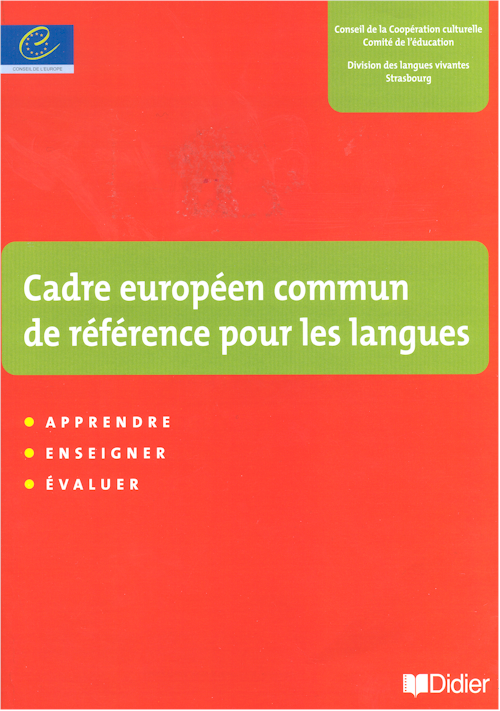 CONSEIL DE L'EUROPE
Conseil de la Coopération culturelle
Comité de l'éducation
Division des langues vivantes
Strasbourg
Cadre européen commun
de référence pour les langues
APPRENDRE
ENSEIGNER
ÉVALUER
Didier